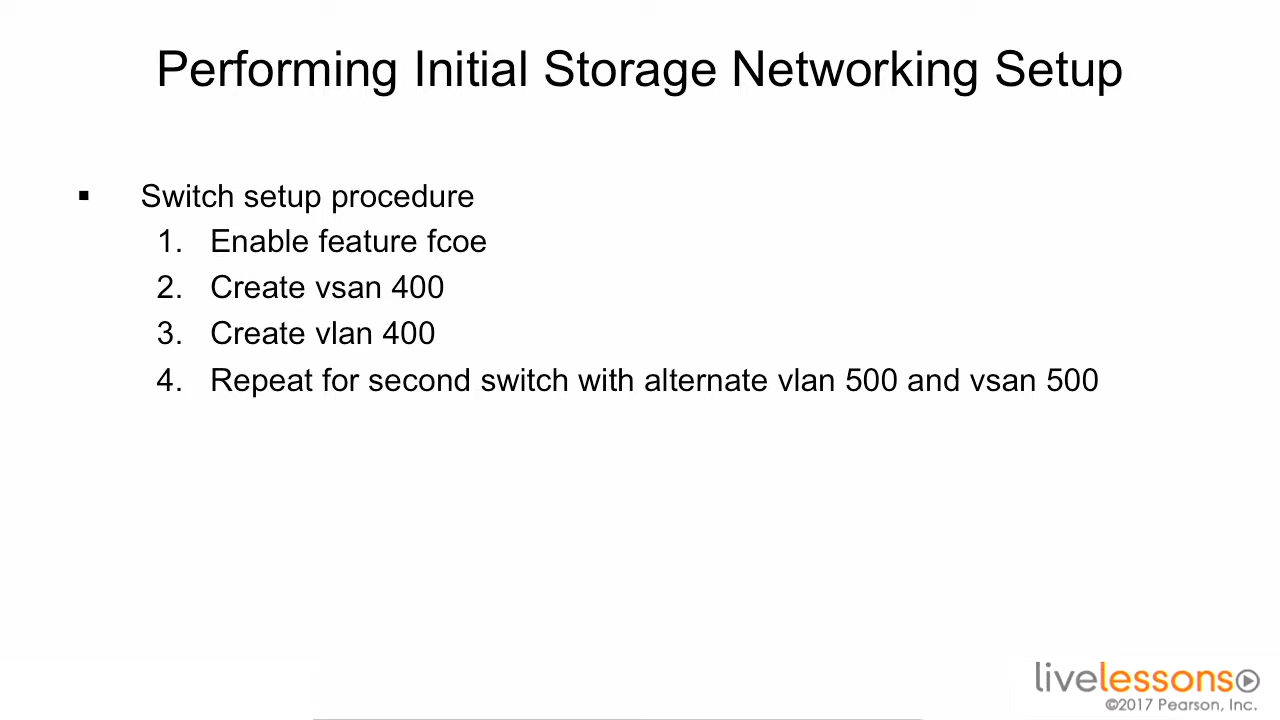 Performing Initial Storage Networking Setup
▪ Switch setup procedure
1. Enable feature fcoe
2. Create vsan 400
3. Create vlan 400
4. Repeat for second switch with alternate vlan 500 and vsan 500
livelessons
©2017 Pearson, Inc.